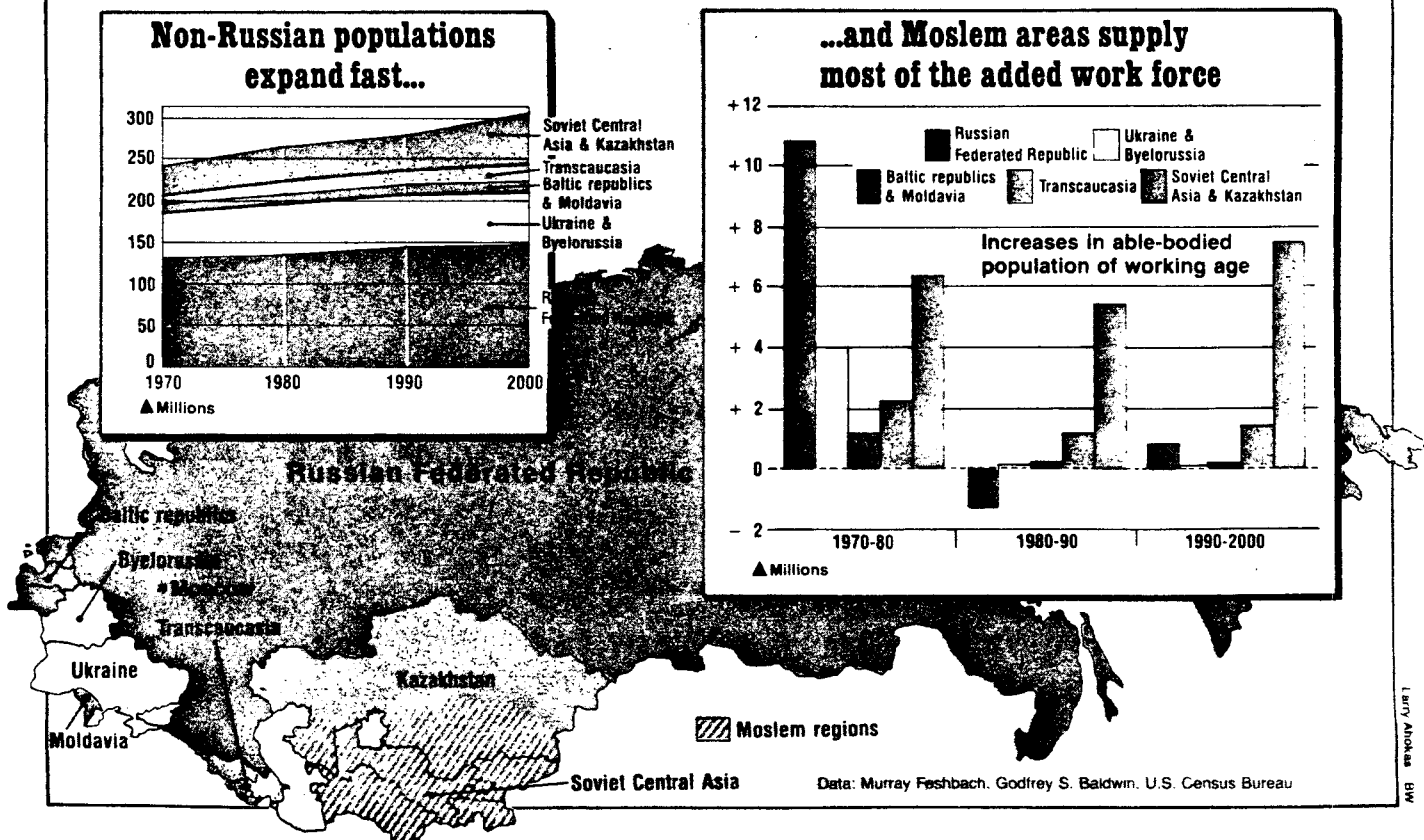 Non-Russian populations
expand fast...
300
250
200
150
100
50
0
1970 1980 1990 2000
▲ Millions
Soviet Central
Asia & Kazakhstan
Transcaucasia
Baltic republics
& Moldavia
Ukraine &
Byelorussia
...and Moslem areas supply
most of the added work force
+12
+10
+ 8
+ 6
+ 4
+ 2
0
– 2
Russian
Federated Republic
Ukraine &
Byelorussia
Baltic republics
& Moldavia
Transcaucasia
Soviet Central
Asia & Kazakhstan
Increases in able-bodied
population of working age
1970-80 1980-90 1990-2000
▲ Millions
Russian Federated Republic
Baltic republics
Byelorussia
Moscow
Transcaucasia
Ukraine
Moldavia
Kazakhstan
Moslem regions
Soviet Central Asia
Data: Murray Feshbach, Godfrey S. Baldwin, U.S. Census Bureau
Larry Ahokas BW